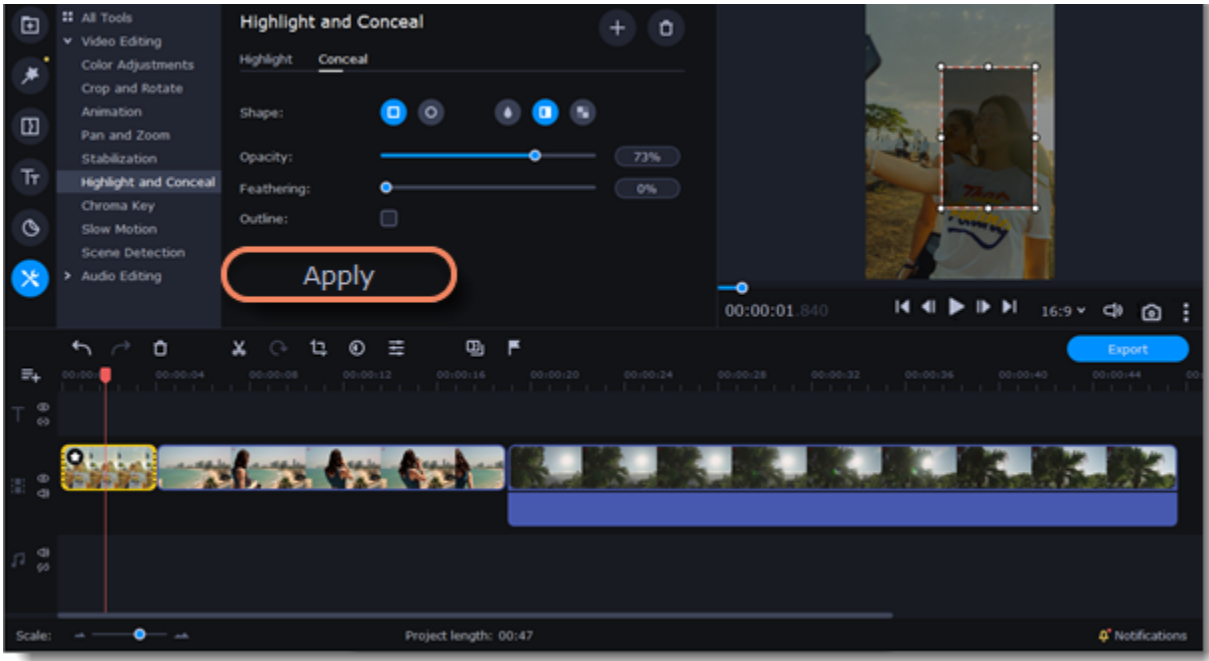 All Tools
Video Editing
Color Adjustments
Crop and Rotate
Animation
Pan and Zoom
Stabilization
Highlight and Conceal
Chroma Key
Slow Motion
Scene Detection
Audio Editing
Highlight and Conceal
Highlight Conceal
Shape:
Opacity: 73%
Feathering: 0%
Outline:
Apply
00:00:01.840 16:9
Export
00:00:04 00:00:08 00:00:12 00:00:16 00:00:20 00:00:24 00:00:28 00:00:32 00:00:36 00:00:40 00:00:44
Scale: Project length: 00:47 Notifications